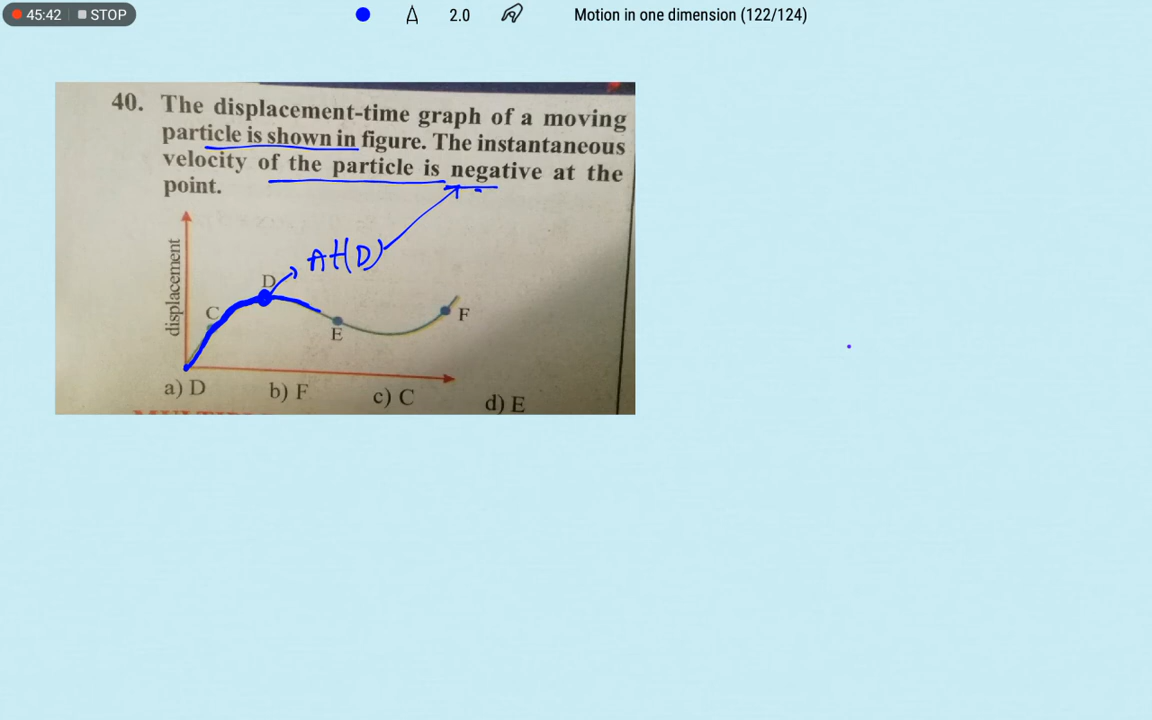 45:42 STOP
2.0
Motion in one dimension (122/124)
40. The displacement-time graph of a moving
particle is shown in figure. The instantaneous
velocity of the particle is negative at the
point.
At(D)
displacement
D
C
E
F
a) D b) F c) C d) E